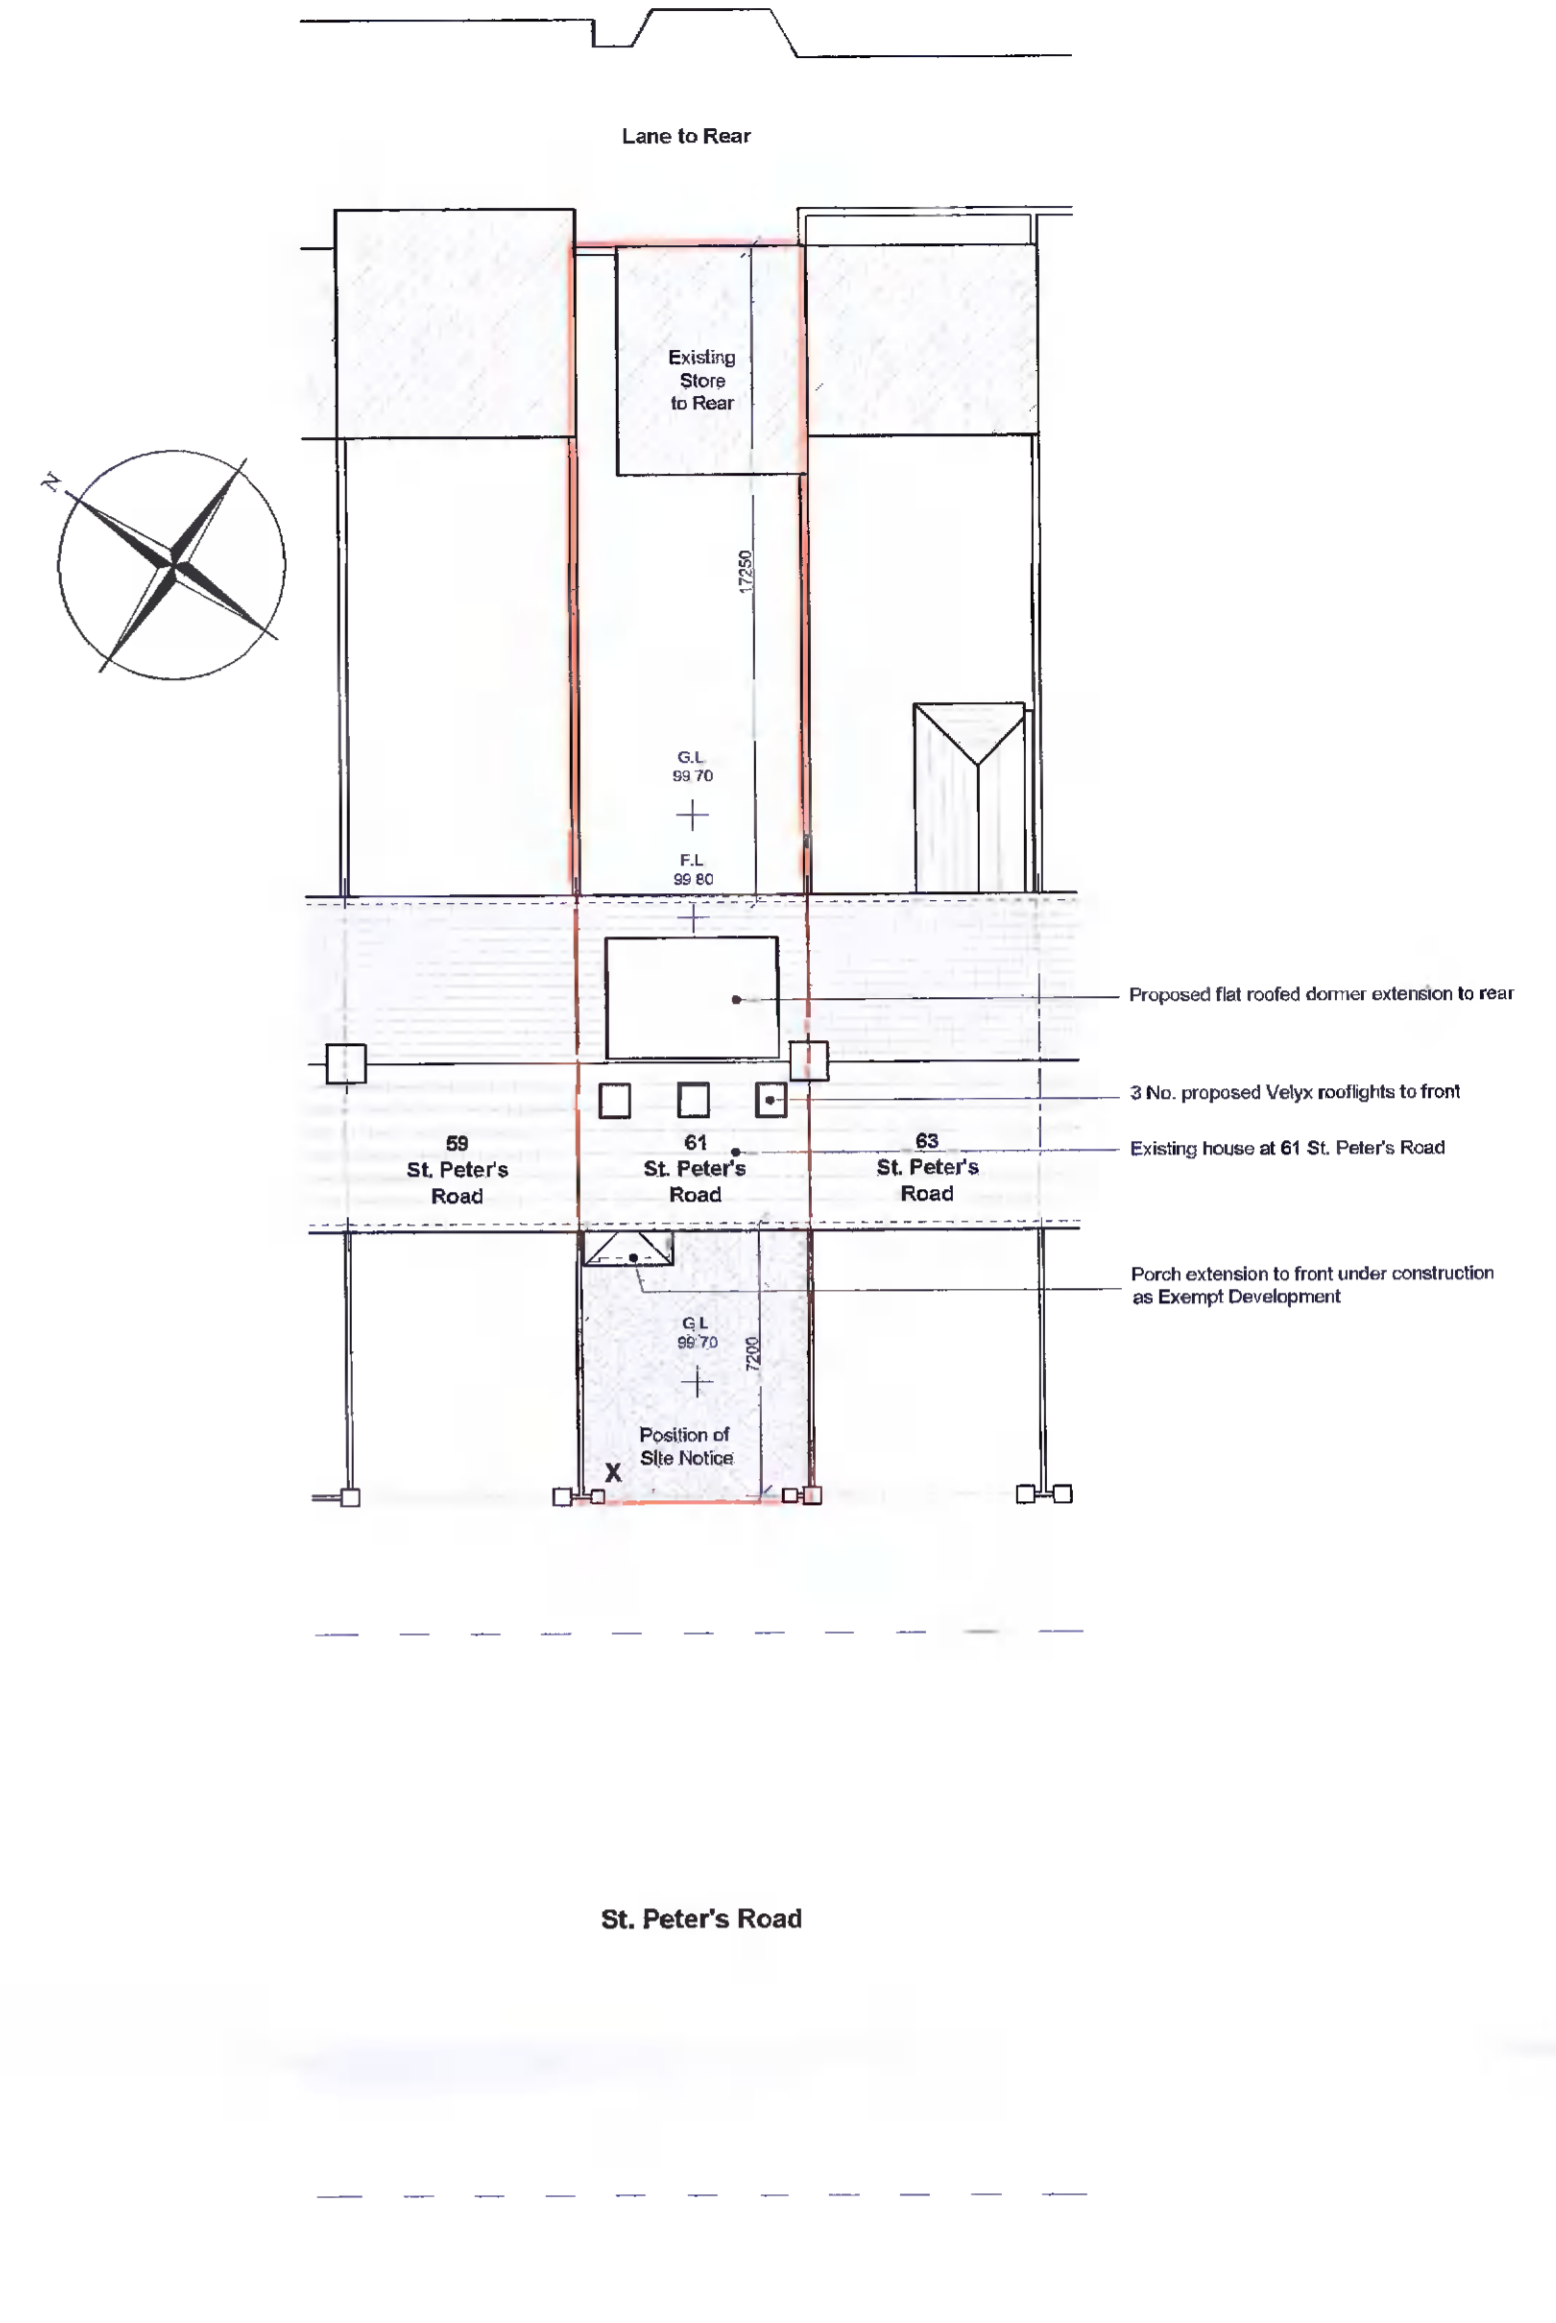 Lane to Rear
Existing
Store
to Rear
N
17250
G.L
99.70
F.L
99.80
Proposed flat roofed dormer extension to rear
3 No. proposed Velyx rooflights to front
Existing house at 61 St. Peter's Road
59
St. Peter's
Road
61
St. Peter's
Road
63
St. Peter's
Road
Porch extension to front under construction
as Exempt Development
G.L
99.70
7200
Position of
Site Notice
X
St. Peter's Road